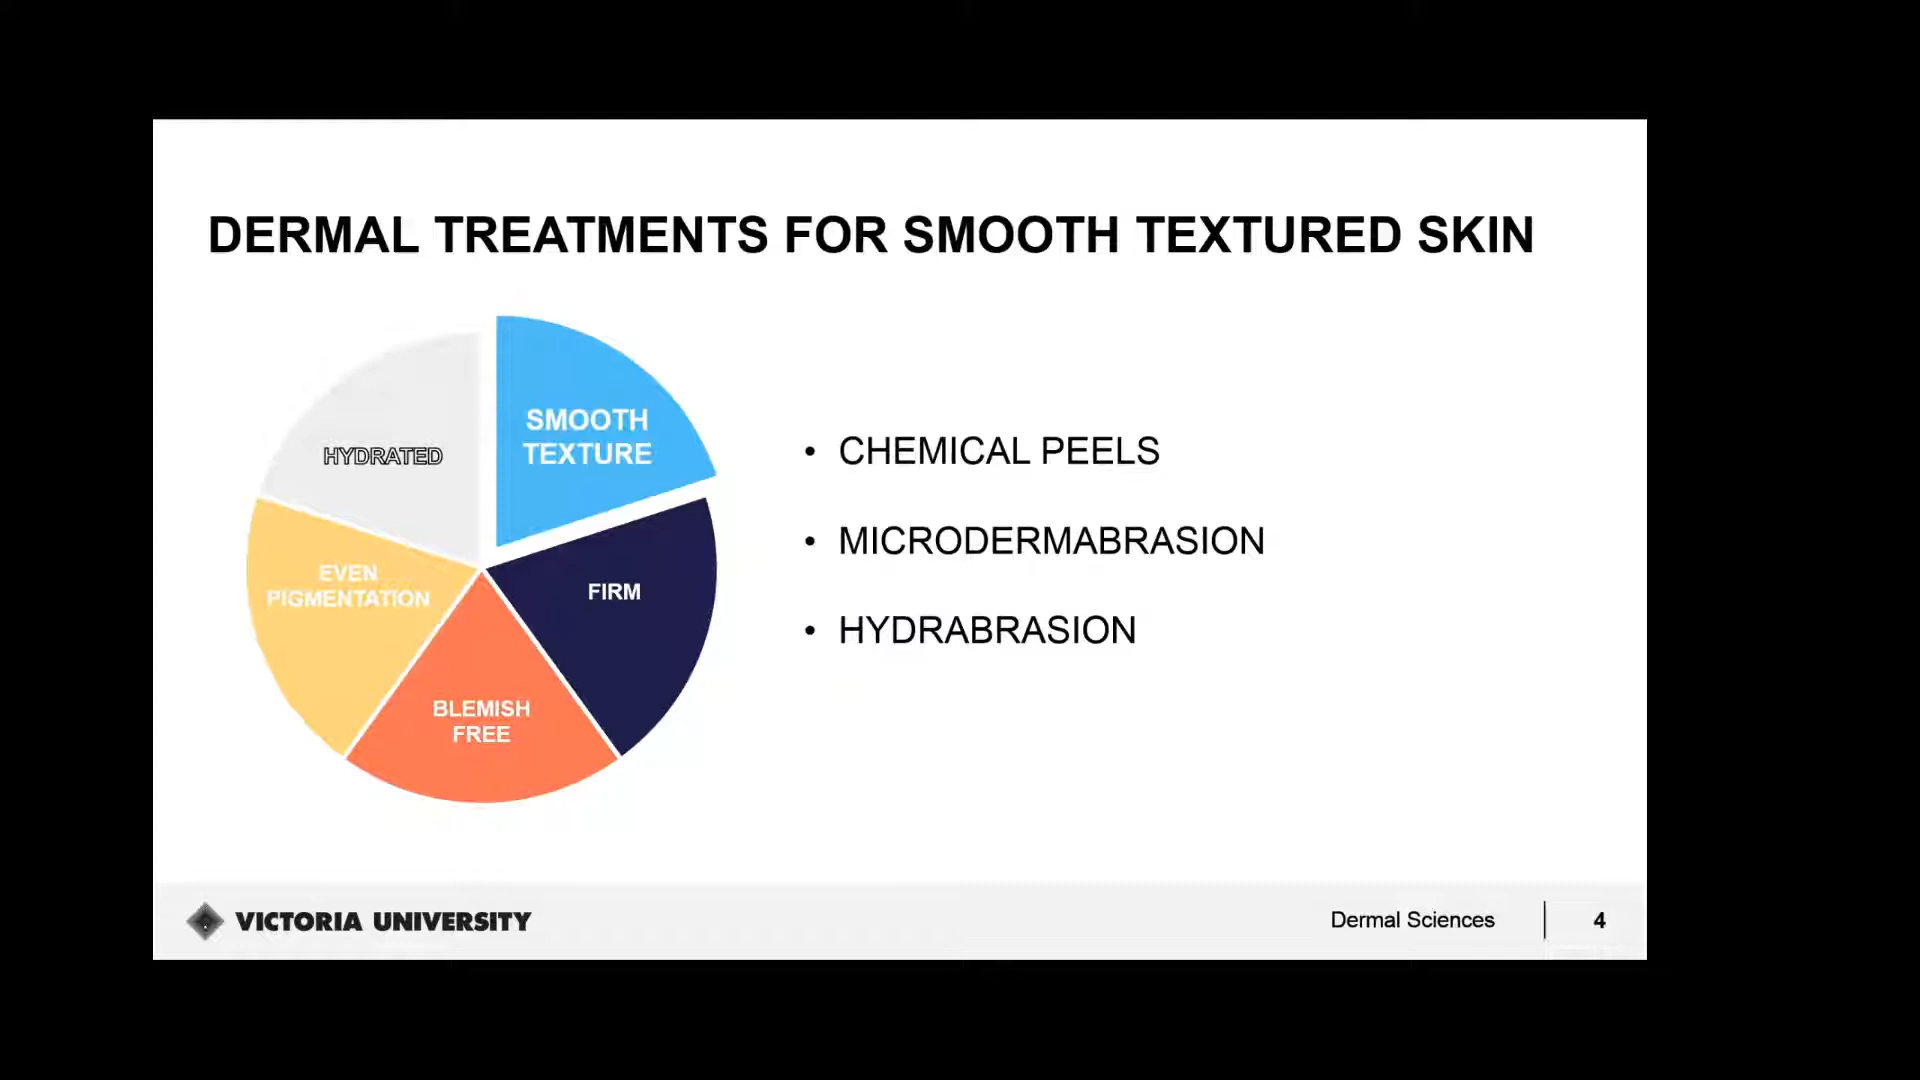 DERMAL TREATMENTS FOR SMOOTH TEXTURED SKIN
SMOOTH
TEXTURE
HYDRATED
EVEN
PIGMENTATION
FIRM
BLEMISH
FREE
• CHEMICAL PEELS
• MICRODERMABRASION
• HYDRABRASION
VICTORIA UNIVERSITY
Dermal Sciences
4